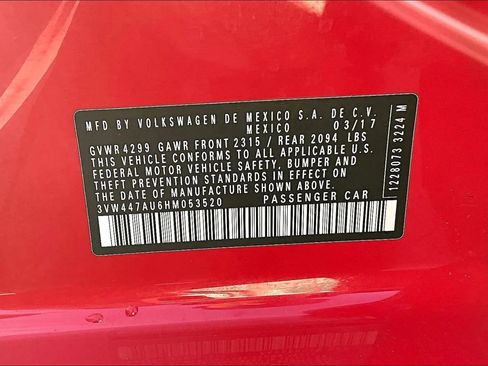 MFD BY VOLKSWAGEN DE MEXICO S.A. DE C.V.
MEXICO 03/17
GVWR 4299 GAWR FRONT 2315 / REAR 2094 LBS
THIS VEHICLE CONFORMS TO ALL APPLICABLE U.S.
FEDERAL MOTOR VEHICLE SAFETY, BUMPER AND
THEFT PREVENTION STANDARDS IN EFFECT ON
THE DATE OF MANUFACTURE SHOWN ABOVE.
3VW447AU6HM053520 PASSENGER CAR
1228073 3224 M